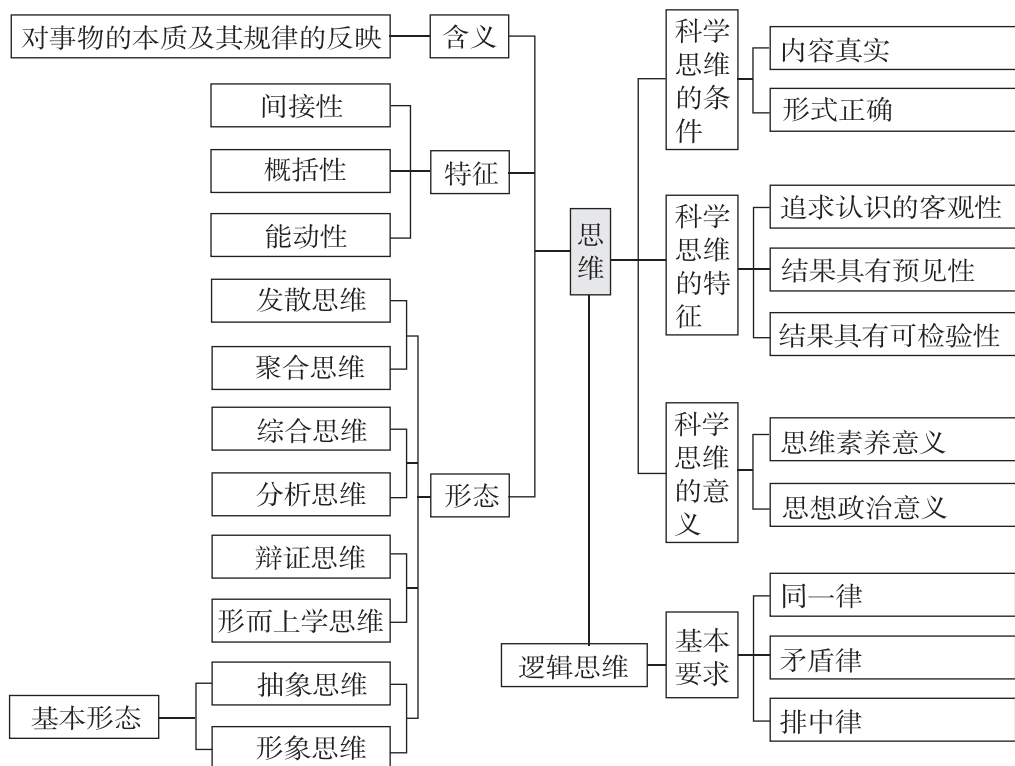 对事物的本质及其规律的反映
含义
间接性
概括性
能动性
特征
发散思维
聚合思维
综合思维
分析思维
辩证思维
形而上学思维
抽象思维
形象思维
形态
基本形态
思
维
科学
思维
的条
件
内容真实
形式正确
科学
思维
的特
征
追求认识的客观性
结果具有预见性
结果具有可检验性
科学
思维
的意
义
思维素养意义
思想政治意义
逻辑思维
基本
要求
同一律
矛盾律
排中律